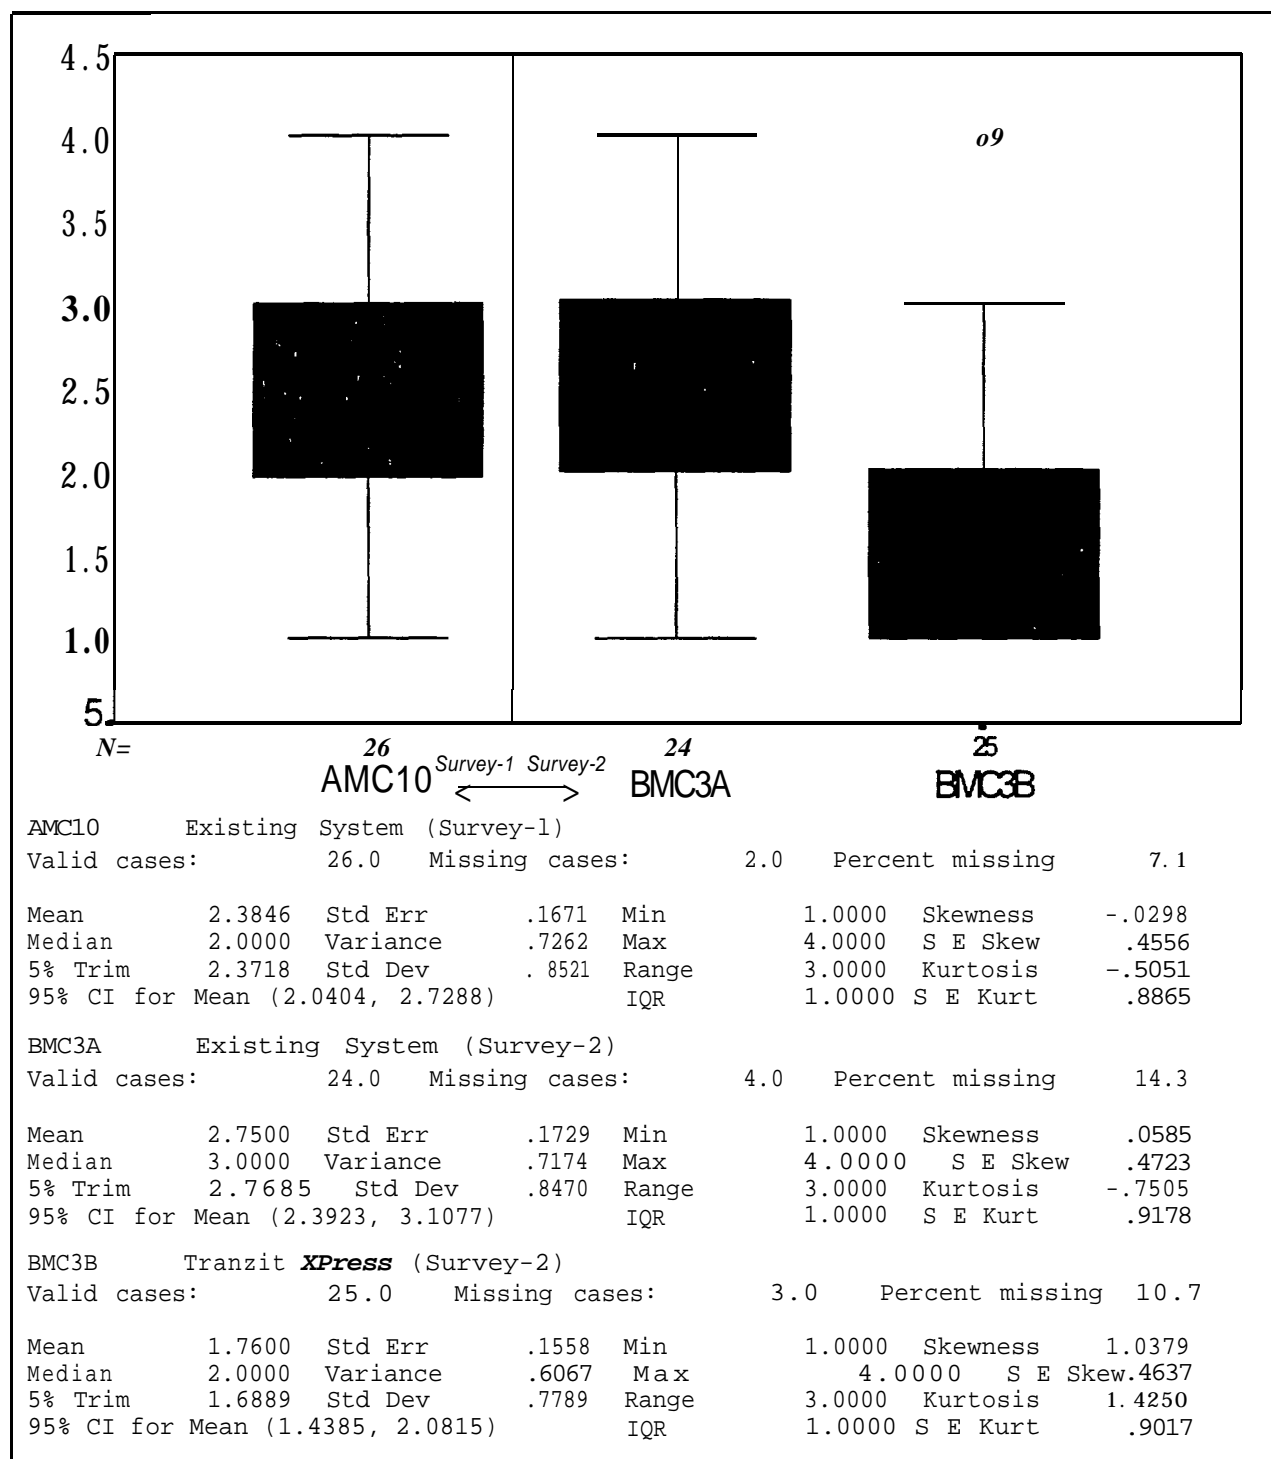 4.5
4.0
o9
3.5
3.0
2.5
2.0
1.5
1.0
5.
N= 26 24 25
AMC10 Survey-1 Survey-2 BMC3A BMC3B
AMC10 Existing System (Survey-1)
Valid cases: 26.0 Missing cases: 2.0 Percent missing 7.1
Mean 2.3846 Std Err .1671 Min 1.0000 Skewness -.0298
Median 2.0000 Variance .7262 Max 4.0000 S E Skew .4556
5% Trim 2.3718 Std Dev .8521 Range 3.0000 Kurtosis -.5051
95% CI for Mean (2.0404, 2.7288) IQR 1.0000 S E Kurt .8865
BMC3A Existing System (Survey-2)
Valid cases: 24.0 Missing cases: 4.0 Percent missing 14.3
Mean 2.7500 Std Err .1729 Min 1.0000 Skewness .0585
Median 3.0000 Variance .7174 Max 4.0000 S E Skew .4723
5% Trim 2.7685 Std Dev .8470 Range 3.0000 Kurtosis -.7505
95% CI for Mean (2.3923, 3.1077) IQR 1.0000 S E Kurt .9178
BMC3B Tranzit XPress (Survey-2)
Valid cases: 25.0 Missing cases: 3.0 Percent missing 10.7
Mean 1.7600 Std Err .1558 Min 1.0000 Skewness 1.0379
Median 2.0000 Variance .6067 Max 4.0000 S E Skew .4637
5% Trim 1.6889 Std Dev .7789 Range 3.0000 Kurtosis 1.4250
95% CI for Mean (1.4385, 2.0815) IQR 1.0000 S E Kurt .9017